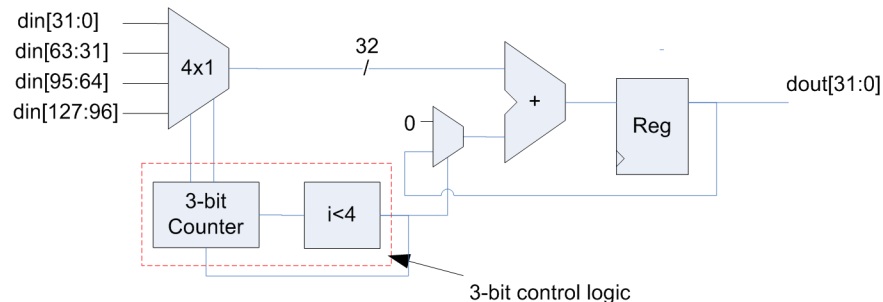 din[31:0]
din[63:31]
din[95:64]
din[127:96]
4x1
32
+
0
Reg
dout[31:0]
3-bit
Counter
i<4
3-bit control logic